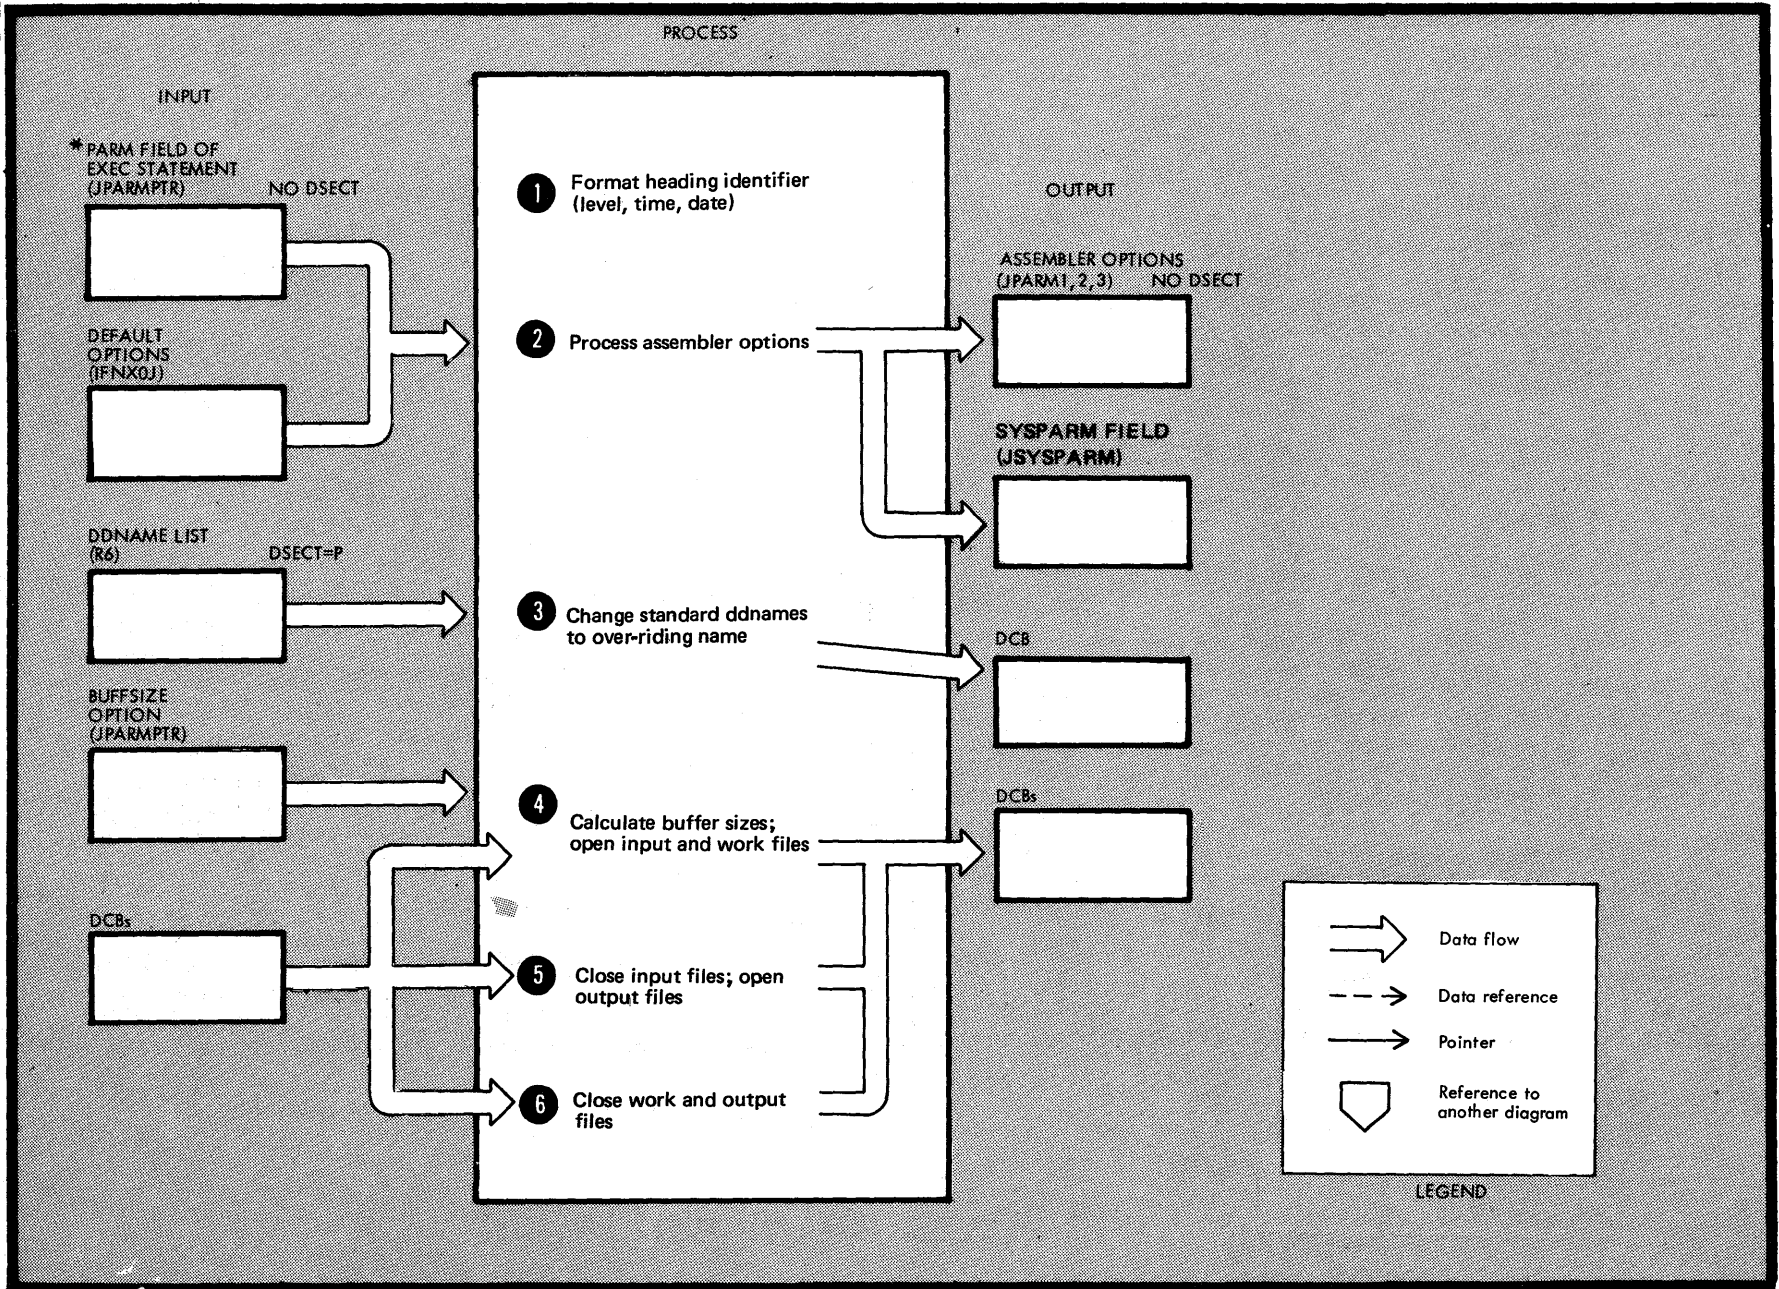 PROCESS
INPUT
* PARM FIELD OF
EXEC STATEMENT
(JPARMPTR) NO DSECT
DEFAULT
OPTIONS
(IFNX0J)
DDNAME LIST
(R6) DSECT=P
BUFFSIZE
OPTION
(JPARMPTR)
DCBs
1 Format heading identifier
(level, time, date)
2 Process assembler options
3 Change standard ddnames
to over-riding name
4 Calculate buffer sizes;
open input and work files
5 Close input files; open
output files
6 Close work and output
files
OUTPUT
ASSEMBLER OPTIONS
(JPARM1,2,3) NO DSECT
SYSPARM FIELD
(JSYSPARM)
DCB
DCBs
Data flow
Data reference
Pointer
Reference to
another diagram
LEGEND